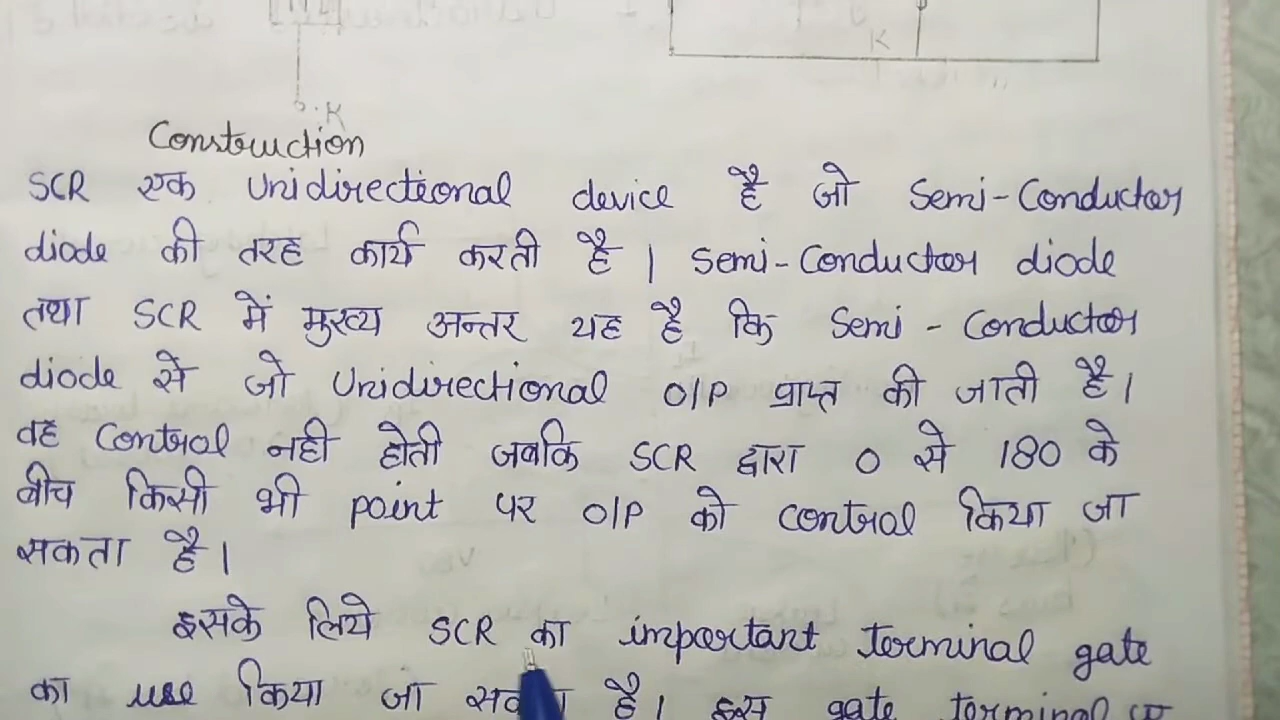 K
K
Construction
SCR एक Unidirectional device है जो Semi-Conductor
diode की तरह कार्य करती है | Semi-Conductor diode
तथा SCR में मुख्य अन्तर यह है कि Semi - Conductor
diode से जो Unidirectional O/P प्राप्त की जाती है |
वह Control नही होती जबकि SCR द्वारा 0 से 180 के
बीच किसी भी point पर O/P को Control किया जा
सकता है |
इसके लिये SCR का important terminal gate
का use किया जा है | इस gate terminal